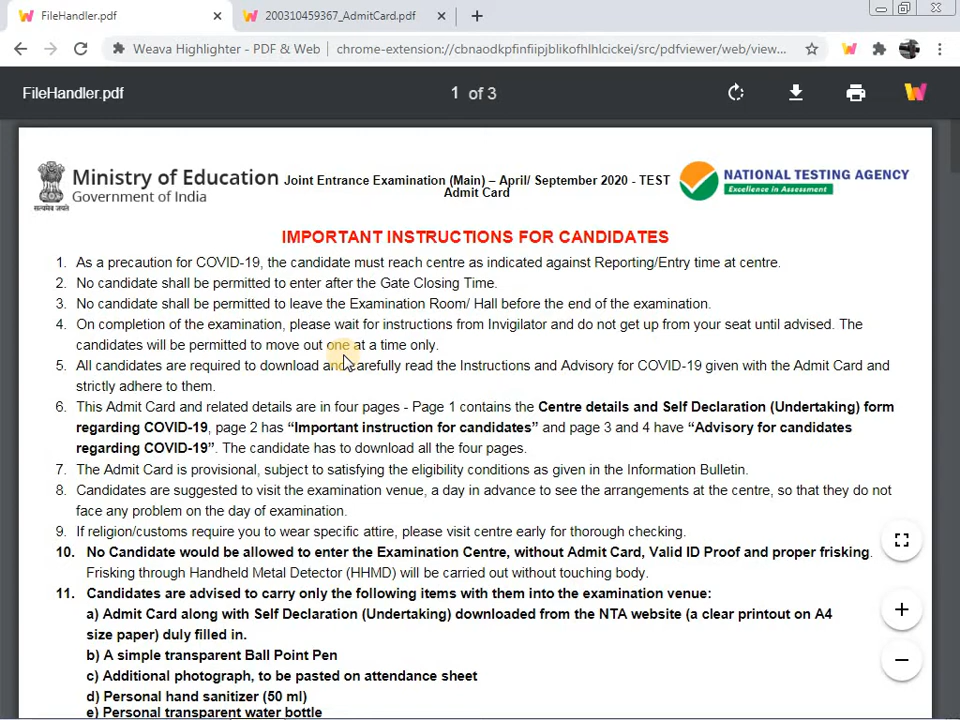 FileHandler.pdf
200310459367_AdmitCard.pdf
Weava Highlighter - PDF & Web
chrome-extension://cbnaodkpfinfiipjblikofhlhlcickei/src/pdfviewer/web/view...
FileHandler.pdf
1 of 3
सत्यमेव जयते
Ministry of Education
Government of India
Joint Entrance Examination (Main) – April/ September 2020 - TEST
Admit Card
NATIONAL TESTING AGENCY
Excellence in Assessment
IMPORTANT INSTRUCTIONS FOR CANDIDATES
1. As a precaution for COVID-19, the candidate must reach centre as indicated against Reporting/Entry time at centre.
2. No candidate shall be permitted to enter after the Gate Closing Time.
3. No candidate shall be permitted to leave the Examination Room/ Hall before the end of the examination.
4. On completion of the examination, please wait for instructions from Invigilator and do not get up from your seat until advised. The
candidates will be permitted to move out one at a time only.
5. All candidates are required to download and carefully read the Instructions and Advisory for COVID-19 given with the Admit Card and
strictly adhere to them.
6. This Admit Card and related details are in four pages - Page 1 contains the Centre details and Self Declaration (Undertaking) form
regarding COVID-19, page 2 has “Important instruction for candidates” and page 3 and 4 have “Advisory for candidates
regarding COVID-19”. The candidate has to download all the four pages.
7. The Admit Card is provisional, subject to satisfying the eligibility conditions as given in the Information Bulletin.
8. Candidates are suggested to visit the examination venue, a day in advance to see the arrangements at the centre, so that they do not
face any problem on the day of examination.
9. If religion/customs require you to wear specific attire, please visit centre early for thorough checking.
10. No Candidate would be allowed to enter the Examination Centre, without Admit Card, Valid ID Proof and proper frisking.
Frisking through Handheld Metal Detector (HHMD) will be carried out without touching body.
11. Candidates are advised to carry only the following items with them into the examination venue:
a) Admit Card along with Self Declaration (Undertaking) downloaded from the NTA website (a clear printout on A4
size paper) duly filled in.
b) A simple transparent Ball Point Pen
c) Additional photograph, to be pasted on attendance sheet
d) Personal hand sanitizer (50 ml)
e) Personal transparent water bottle